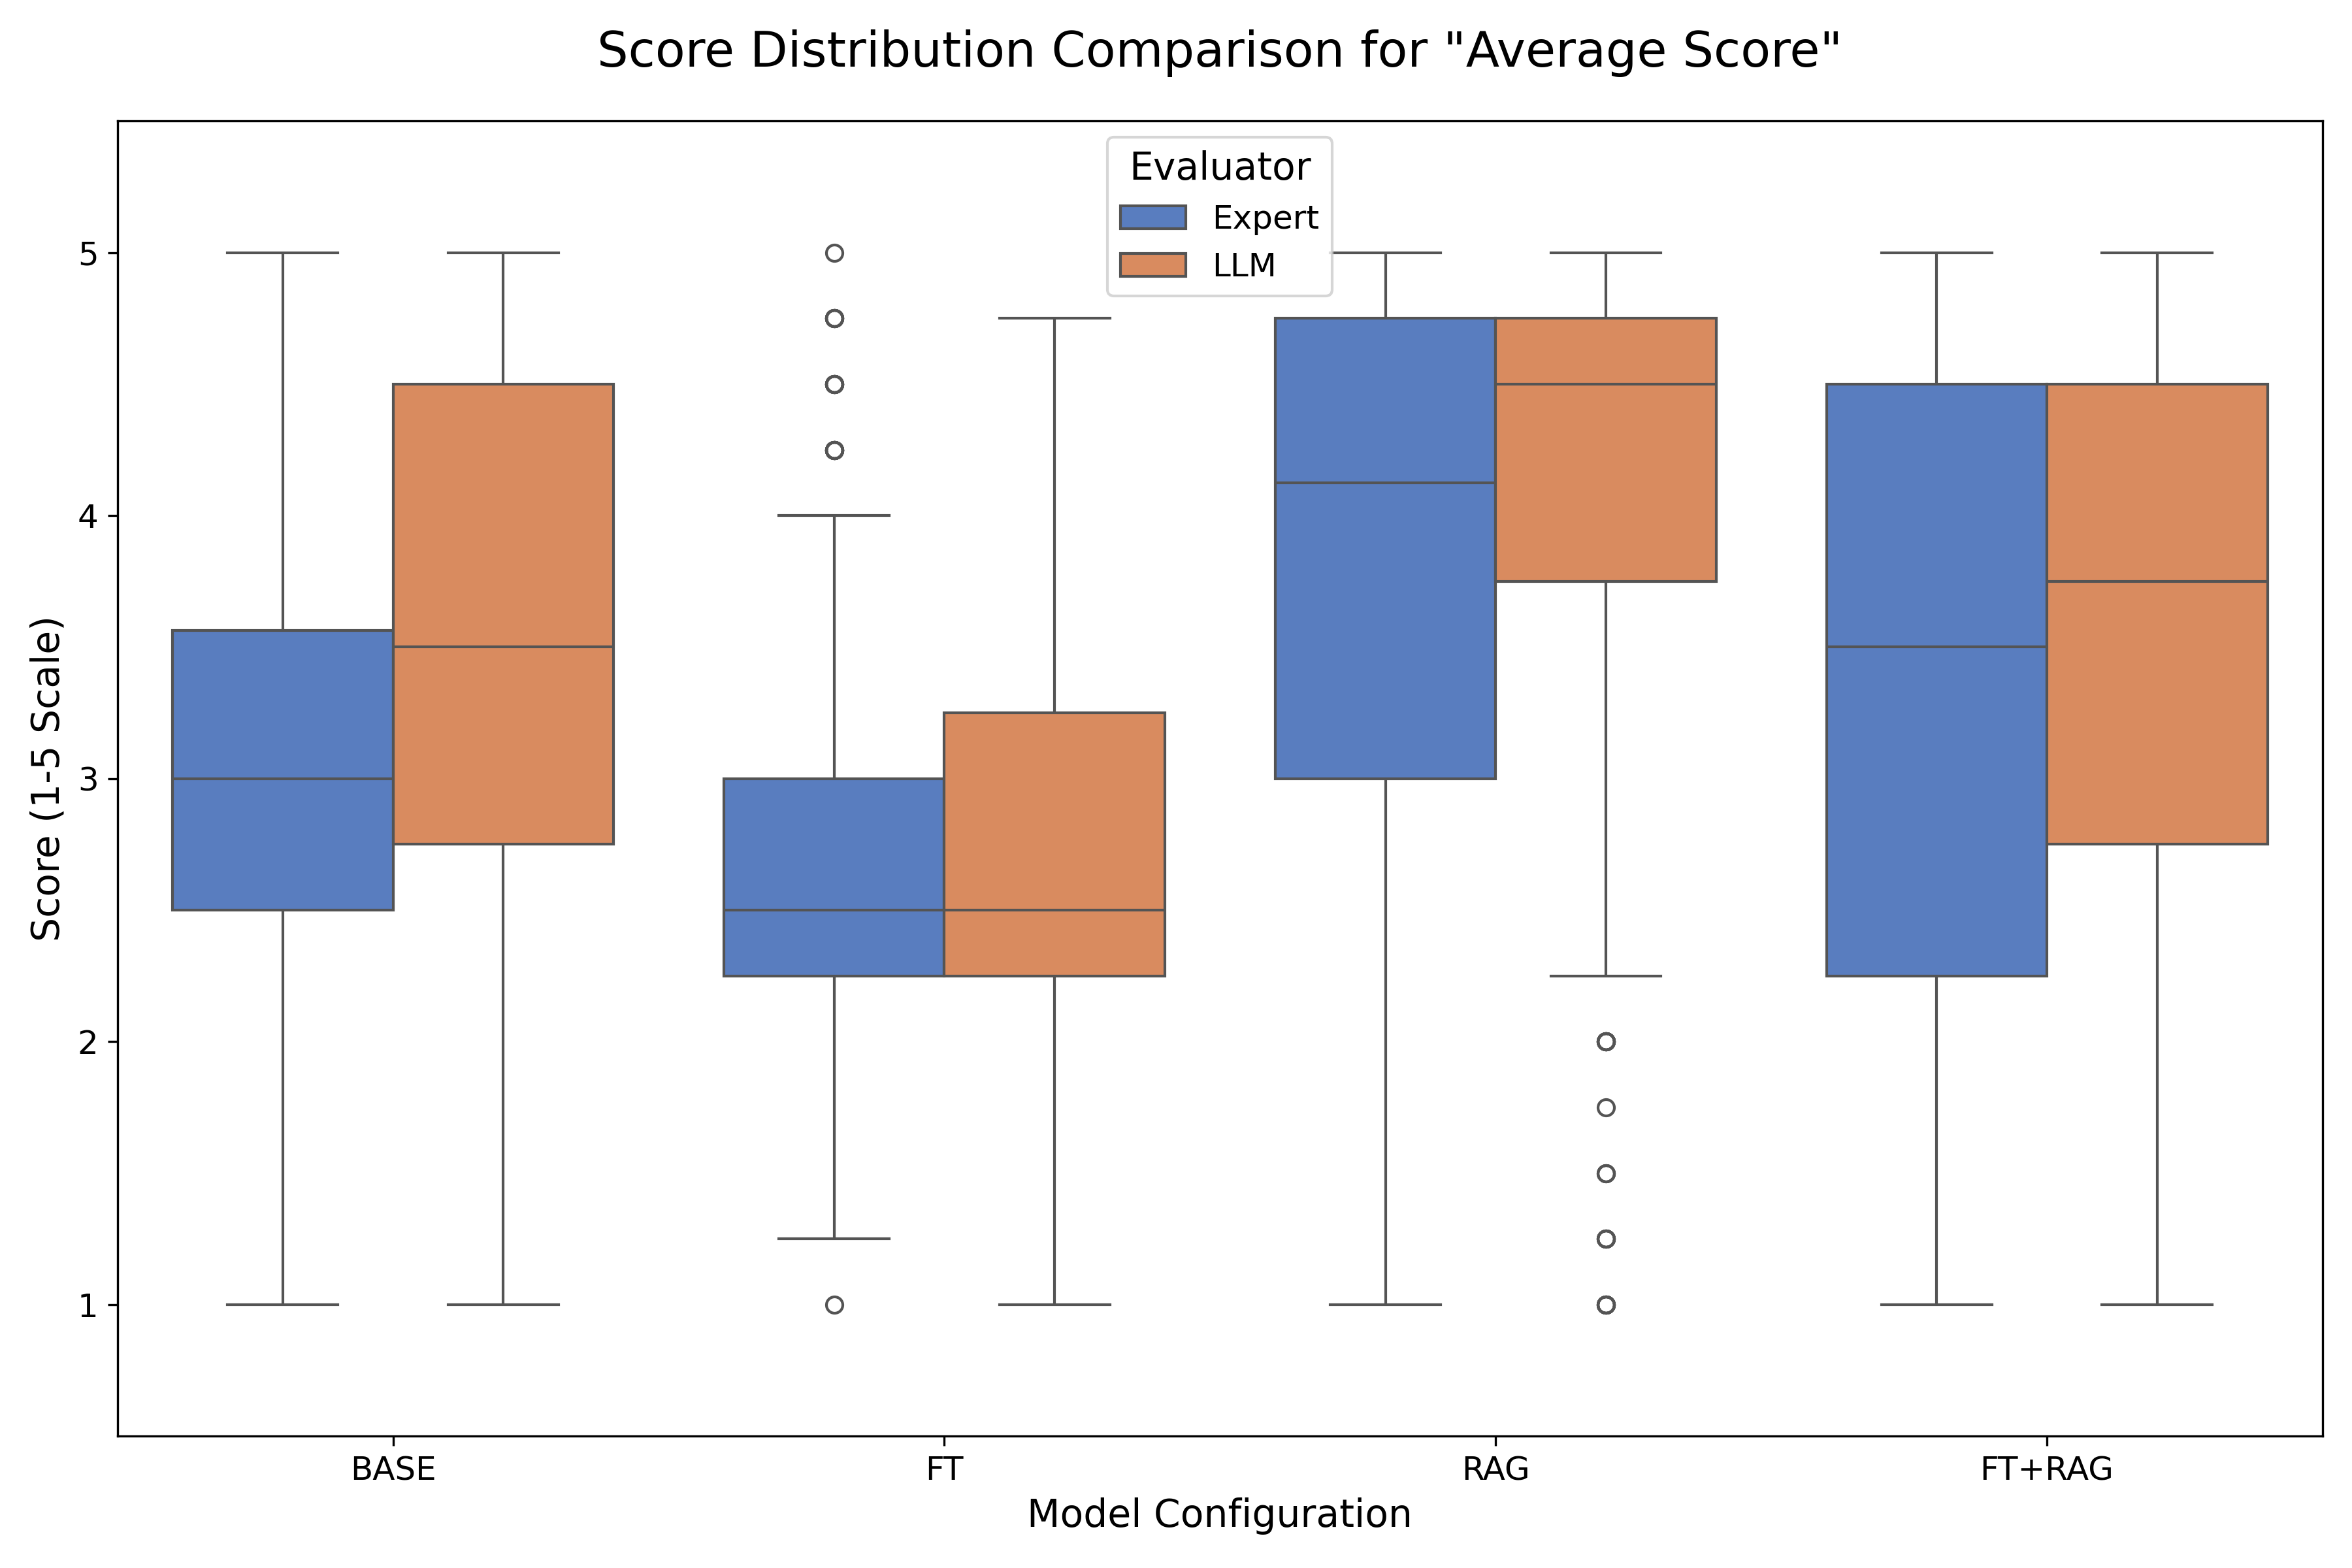 Score Distribution Comparison for "Average Score"
Evaluator
Expert
LLM
5
4
3
2
1
Score (1-5 Scale)
BASE
FT
RAG
FT+RAG
Model Configuration